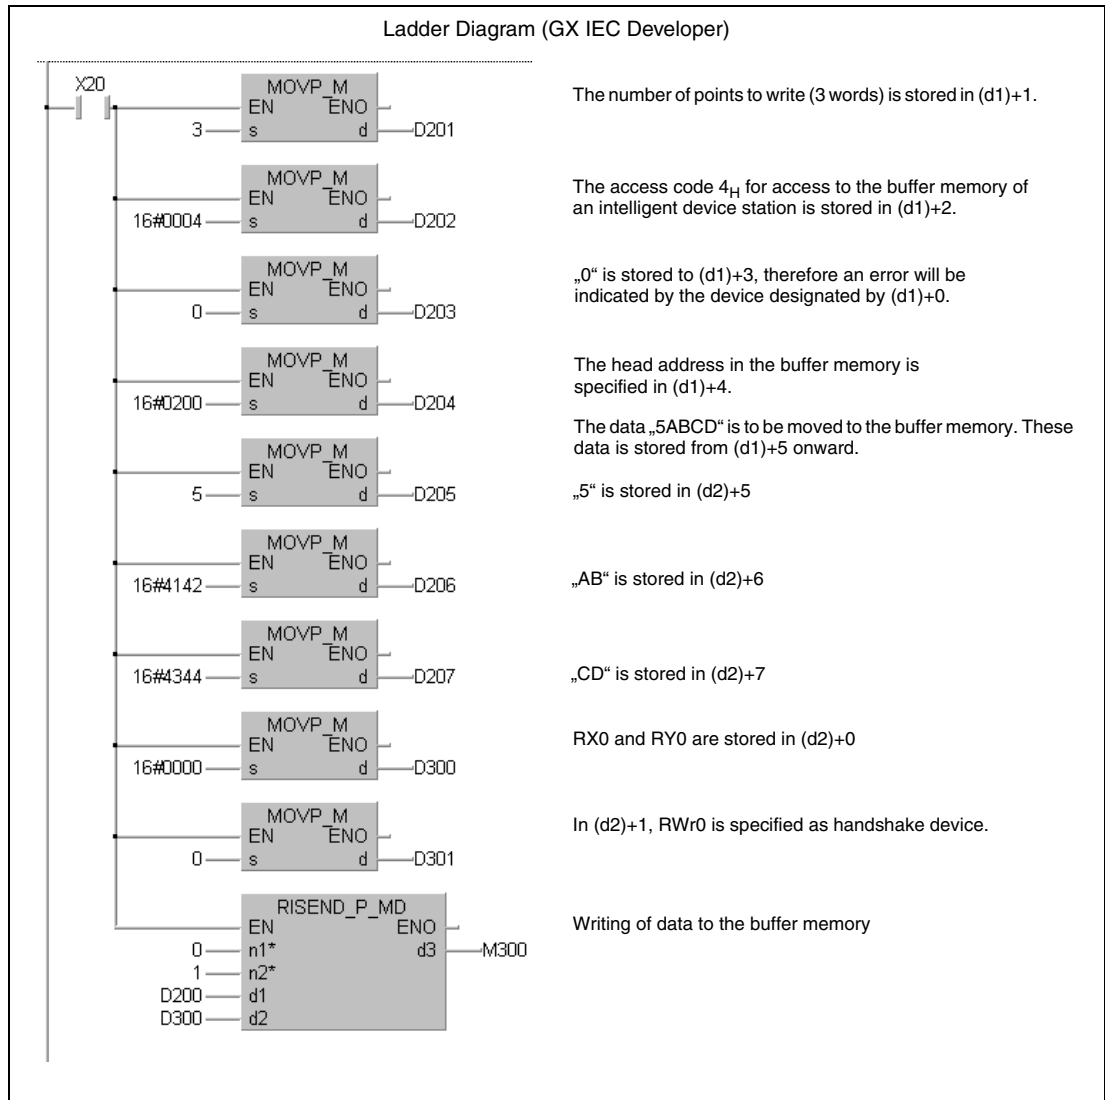 Ladder Diagram (GX IEC Developer)
X20
MOVP_M
EN ENO
3 s d D201
The number of points to write (3 words) is stored in (d1)+1.
MOVP_M
EN ENO
16#0004 s d D202
The access code 4H for access to the buffer memory of
an intelligent device station is stored in (d1)+2.
MOVP_M
EN ENO
0 s d D203
„0“ is stored to (d1)+3, therefore an error will be
indicated by the device designated by (d1)+0.
MOVP_M
EN ENO
16#0200 s d D204
The head address in the buffer memory is
specified in (d1)+4.
The data „5ABCD“ is to be moved to the buffer memory. These
data is stored from (d1)+5 onward.
MOVP_M
EN ENO
5 s d D205
„5“ is stored in (d2)+5
MOVP_M
EN ENO
16#4142 s d D206
„AB“ is stored in (d2)+6
MOVP_M
EN ENO
16#4344 s d D207
„CD“ is stored in (d2)+7
MOVP_M
EN ENO
16#0000 s d D300
RX0 and RY0 are stored in (d2)+0
MOVP_M
EN ENO
0 s d D301
In (d2)+1, RWr0 is specified as handshake device.
RISEND_P_MD
EN ENO
0 n1* d3 M300
1 n2*
D200 d1
D300 d2
Writing of data to the buffer memory